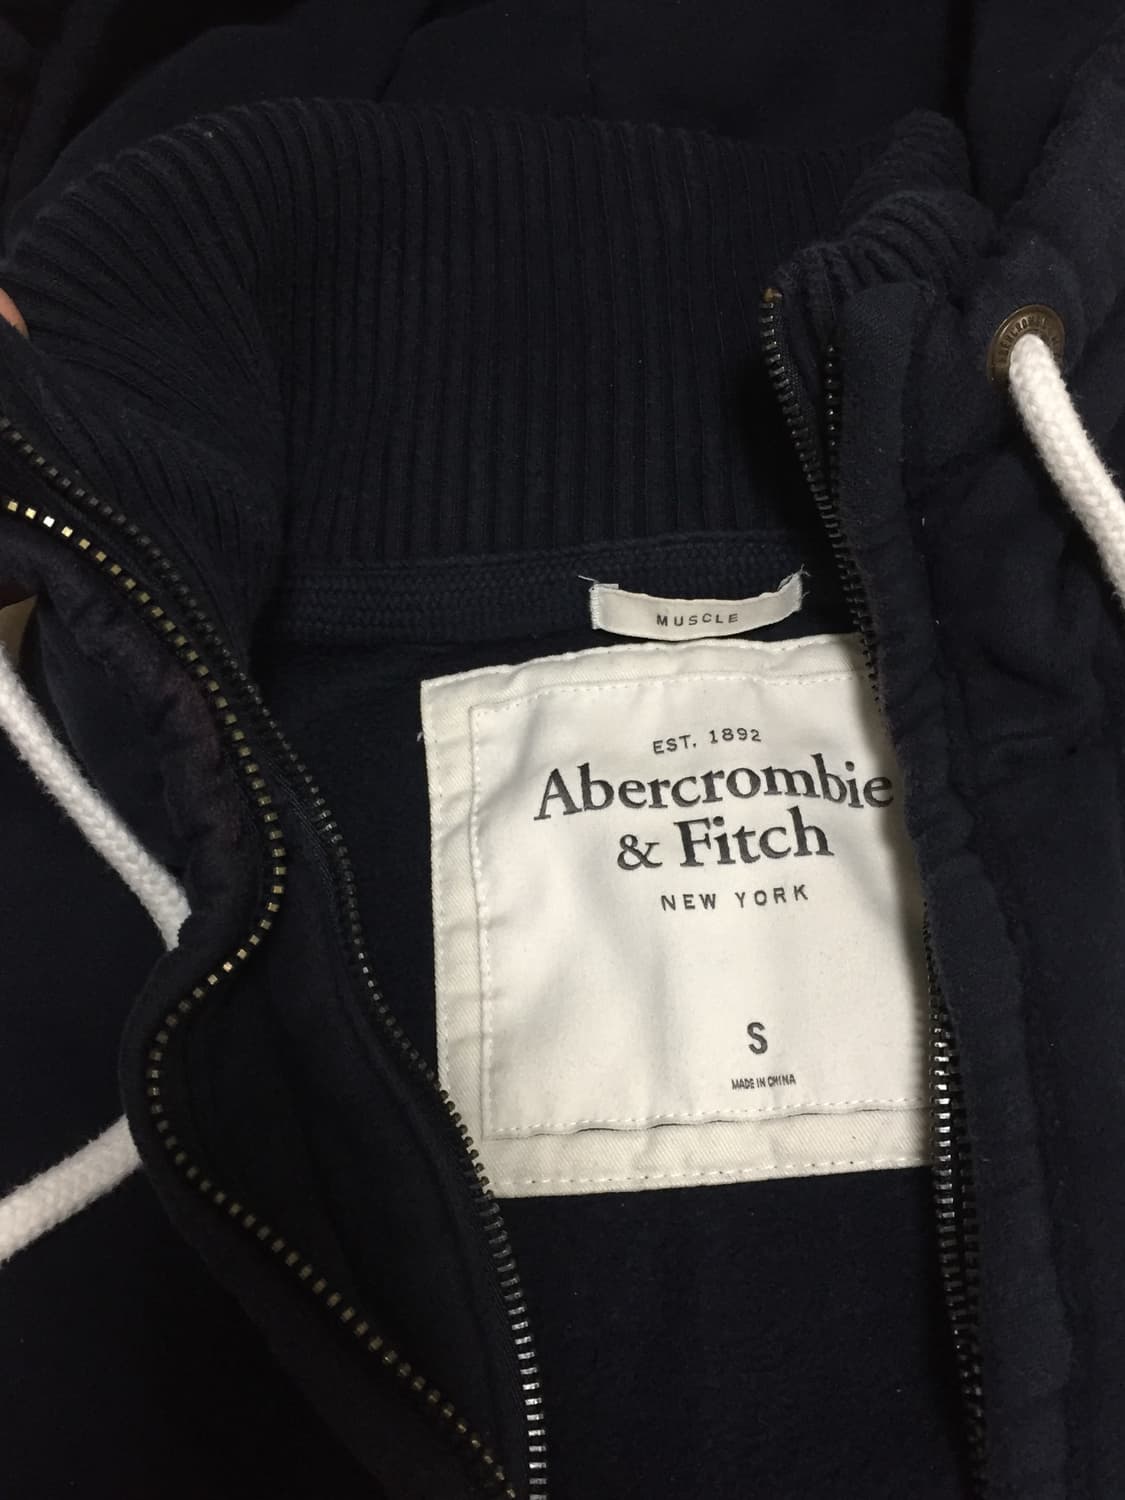 MUSCLE
EST. 1892
Abercrombie
& Fitch
NEW YORK
S
MADE IN CHINA